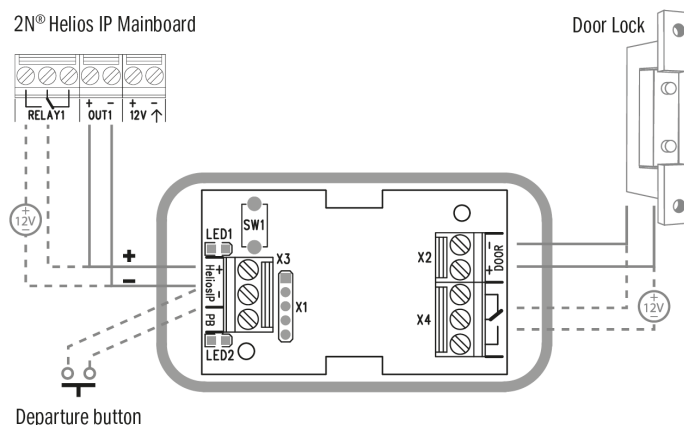 2N® Helios IP Mainboard
Door Lock
+ - + -
RELAY1 OUT1 12V ↑
+
12V
-
SW1
LED1
+
-
X3
+
-
HeliosIP
PB
X1
LED2
X2
-
+
DOOR
X4
+
12V
-
Departure button